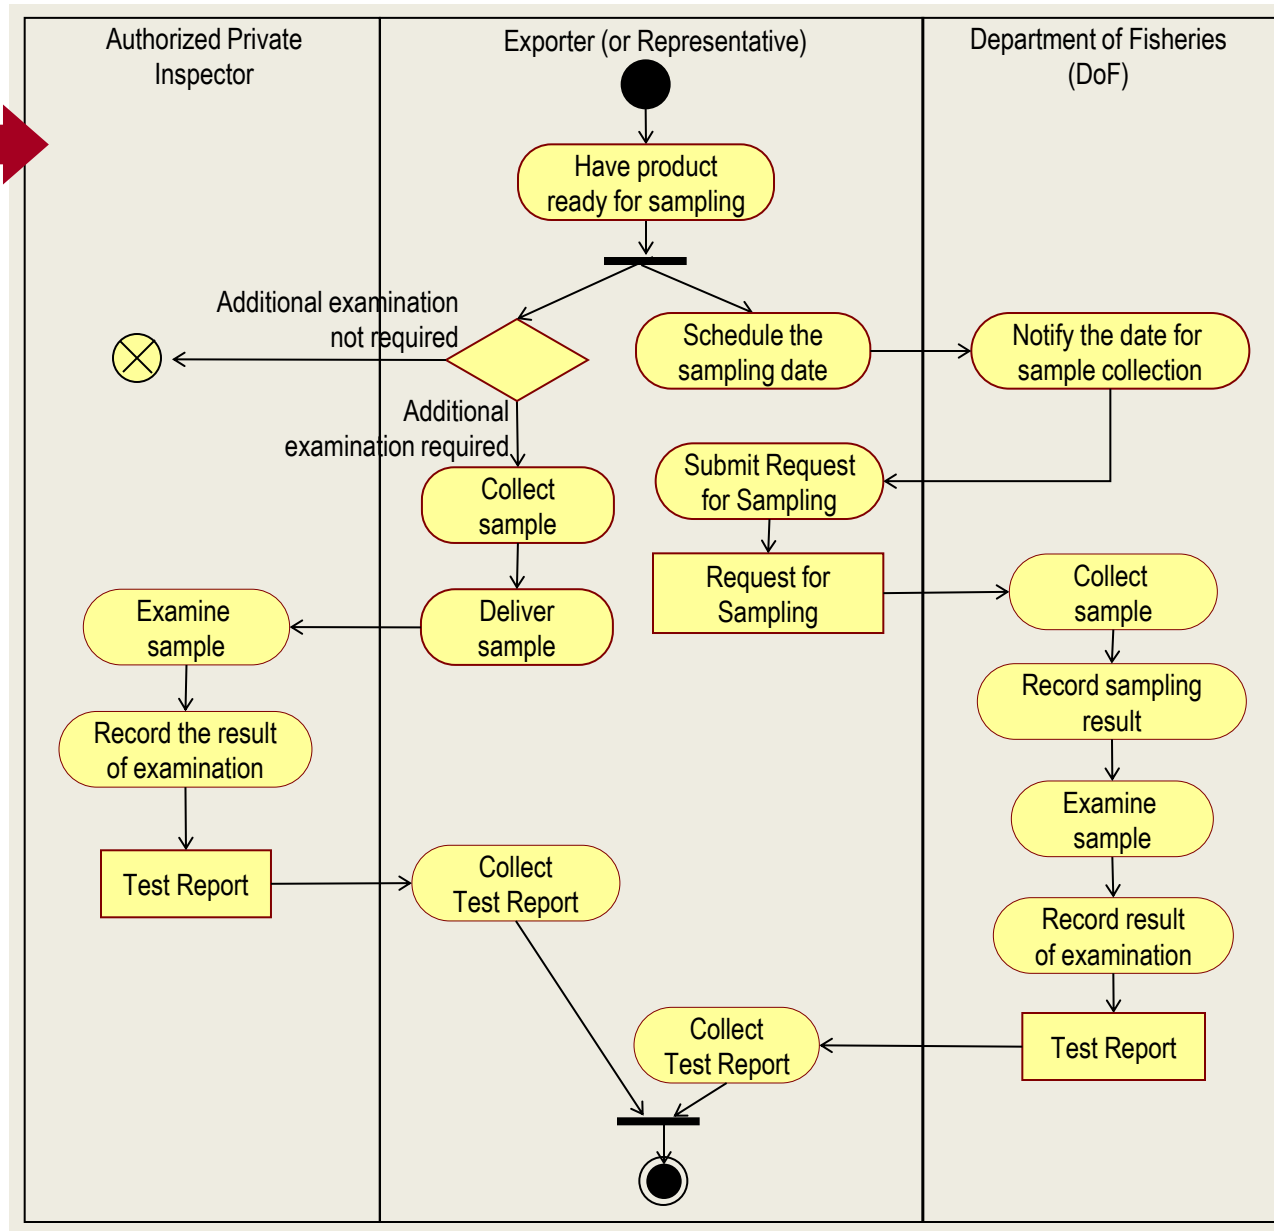 Authorized Private
Inspector
Exporter (or Representative)
Department of Fisheries
(DoF)
Have product
ready for sampling
Additional examination
not required
Schedule the
sampling date
Notify the date for
sample collection
Additional
examination required
Submit Request
for Sampling
Collect
sample
Request for
Sampling
Collect
sample
Examine
sample
Deliver
sample
Record sampling
result
Record the result
of examination
Examine
sample
Test Report
Collect
Test Report
Record result
of examination
Collect
Test Report
Test Report